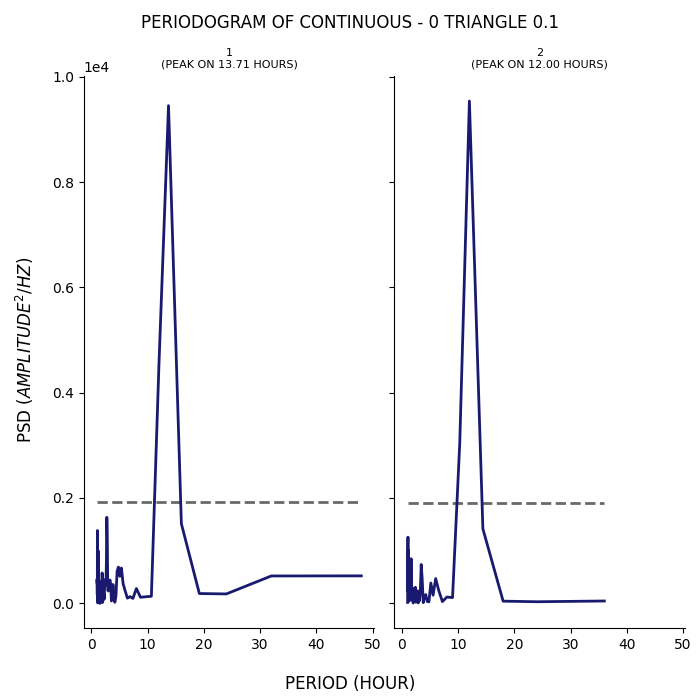 PERIODOGRAM OF CONTINUOUS - 0 TRIANGLE 0.1
1
(PEAK ON 13.71 HOURS)
2
(PEAK ON 12.00 HOURS)
1e4
1.0
0.8
0.6
0.4
0.2
0.0
PSD (AMPLITUDE²/HZ)
0 10 20 30 40 50
0 10 20 30 40 50
PERIOD (HOUR)